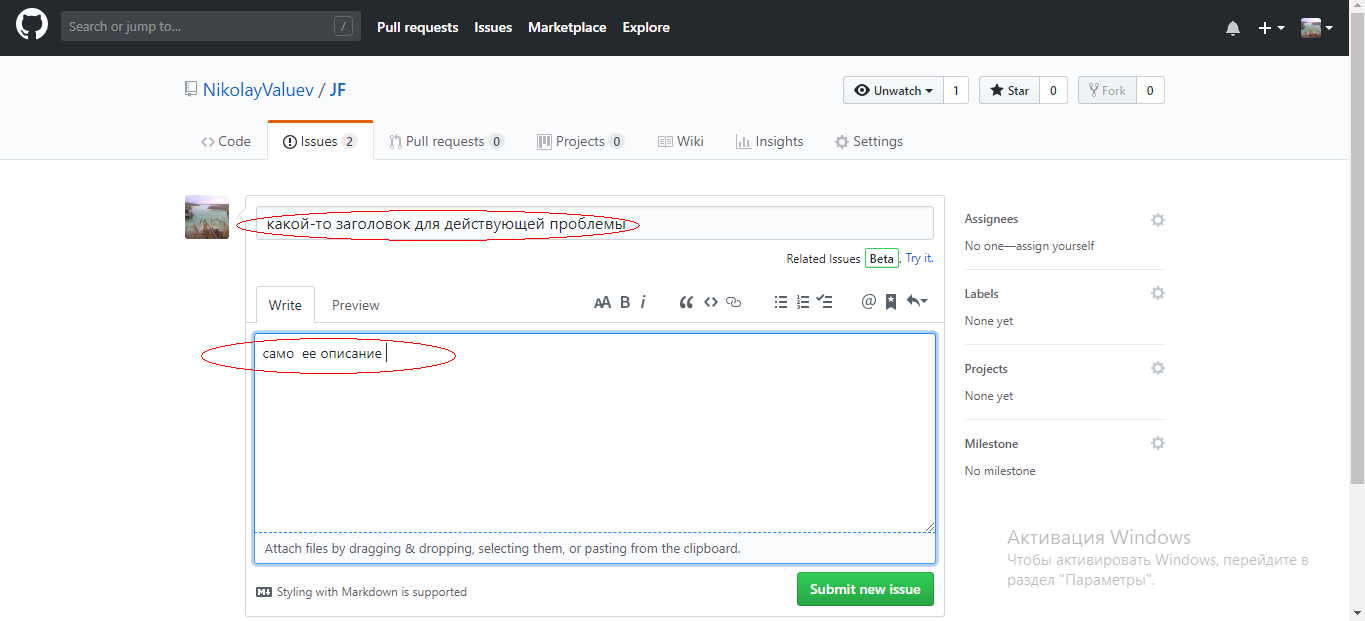 Search or jump to... /
Pull requests Issues Marketplace Explore
NikolayValuev / JF
Unwatch 1 Star 0 Fork 0
Code Issues 2 Pull requests 0 Projects 0 Wiki Insights Settings
какой-то заголовок для действующей проблемы
Related Issues Beta. Try it.
Write Preview
AA B i
само  ее описание
Attach files by dragging & dropping, selecting them, or pasting from the clipboard.
Styling with Markdown is supported
Submit new issue
Assignees
No one—assign yourself
Labels
None yet
Projects
None yet
Milestone
No milestone
Активация Windows
Чтобы активировать Windows, перейдите в
раздел "Параметры".